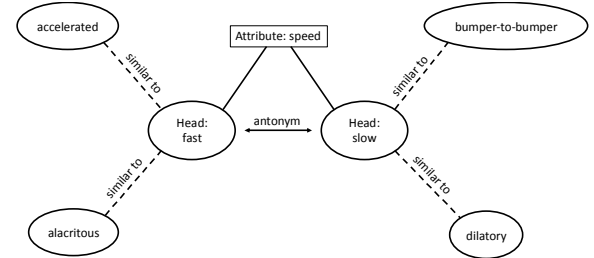 accelerated
Attribute: speed
bumper-to-bumper
similar to
similar to
Head:
fast
antonym
Head:
slow
similar to
similar to
alacritous
dilatory